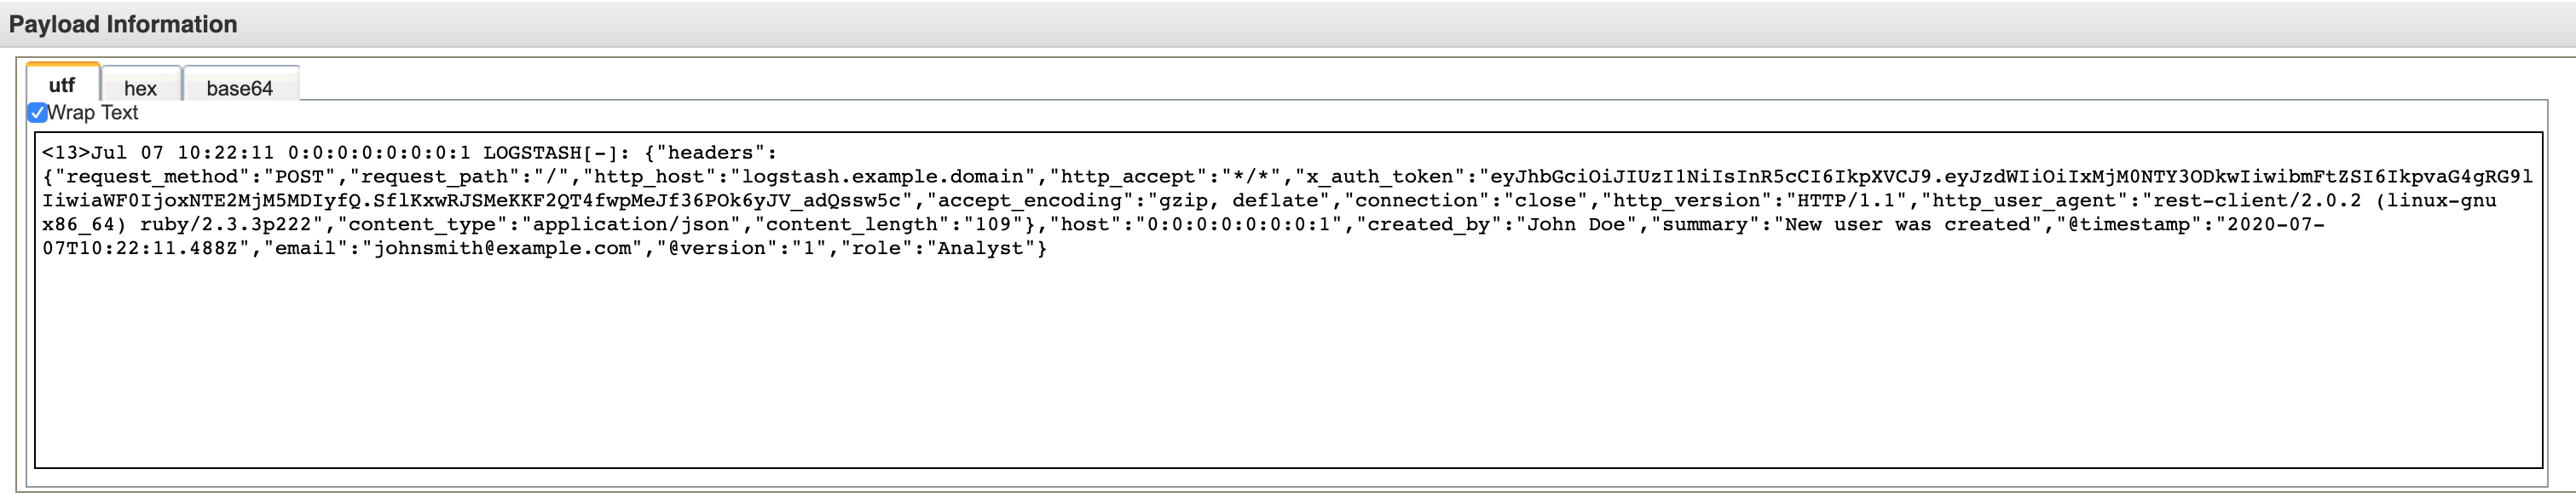 Payload Information
utf hex base64
Wrap Text
<13>Jul 07 10:22:11 0:0:0:0:0:0:0:1 LOGSTASH[-]: {"headers":
{"request_method":"POST","request_path":"/","http_host":"logstash.example.domain","http_accept":"*/*","x_auth_token":"eyJhbGciOiJIUzI1NiIsInR5cCI6IkpXVCJ9.eyJzdWIiOiIxMjM0NTY3ODkwIiwibmFtZSI6IkpvaG4gRG9l
IiwiaWF0IjoxNTE2MjM5MDIyfQ.SflKxwRJSMeKKF2QT4fwpMeJf36POk6yJV_adQssw5c","accept_encoding":"gzip, deflate","connection":"close","http_version":"HTTP/1.1","http_user_agent":"rest-client/2.0.2 (linux-gnu
x86_64) ruby/2.3.3p222","content_type":"application/json","content_length":"109"},"host":"0:0:0:0:0:0:0:1","created_by":"John Doe","summary":"New user was created","@timestamp":"2020-07-
07T10:22:11.488Z","email":"johnsmith@example.com","@version":"1","role":"Analyst"}